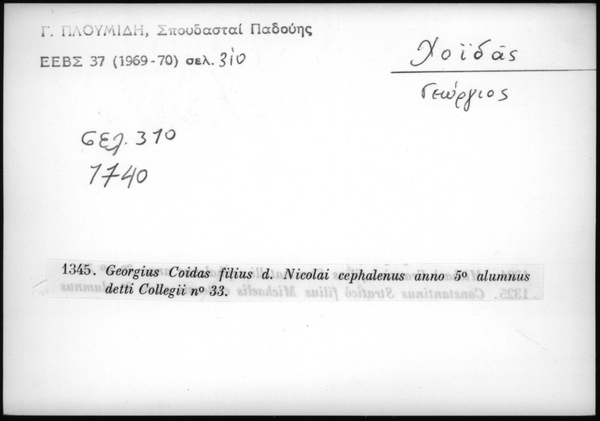 Γ. ΠΛΟΥΜΙΔΗ, Σπουδασταί Παδούης
ΕΕΒΣ 37 (1969-70) σελ. 310
Χοϊδᾶς
Γεώργιος
σελ. 310
1740
1345. Georgius Coidas filius d. Nicolai cephalenus anno 5º alumnus
detti Collegii nº 33.